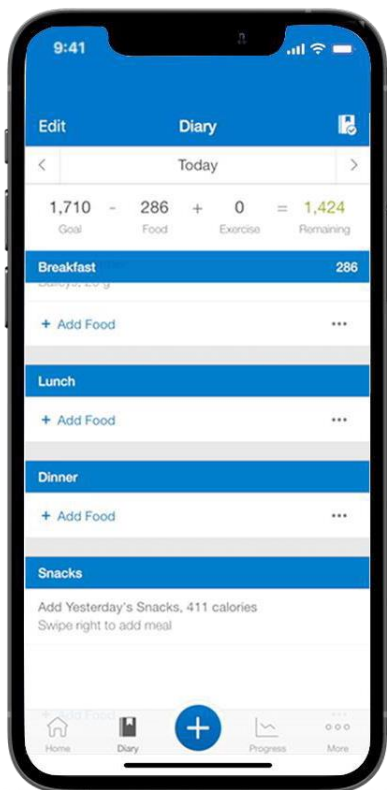 9:41
Edit Diary
Today
1,710 - 286 + 0 = 1,424
Goal Food Exercise Remaining
Breakfast 286
+ Add Food
Lunch
+ Add Food
Dinner
+ Add Food
Snacks
Add Yesterday's Snacks, 411 calories
Swipe right to add meal
+ Add Food
Home Diary Progress More